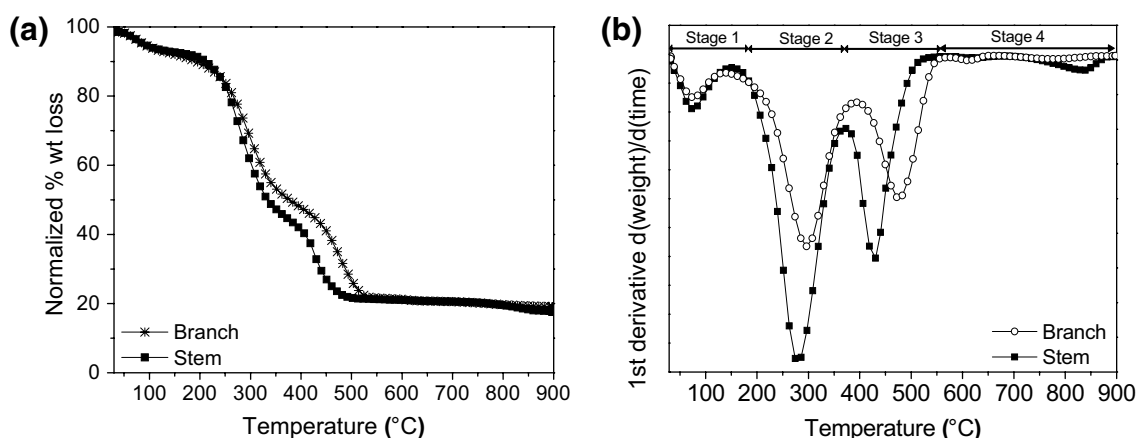 (a)
100
80
60
40
20
0
Normalized % wt loss
Branch
Stem
100 200 300 400 500 600 700 800 900
Temperature (°C)
(b)
Stage 1 Stage 2 Stage 3 Stage 4
1st derivative d(weight)/d(time)
Branch
Stem
100 200 300 400 500 600 700 800 900
Temperature (°C)